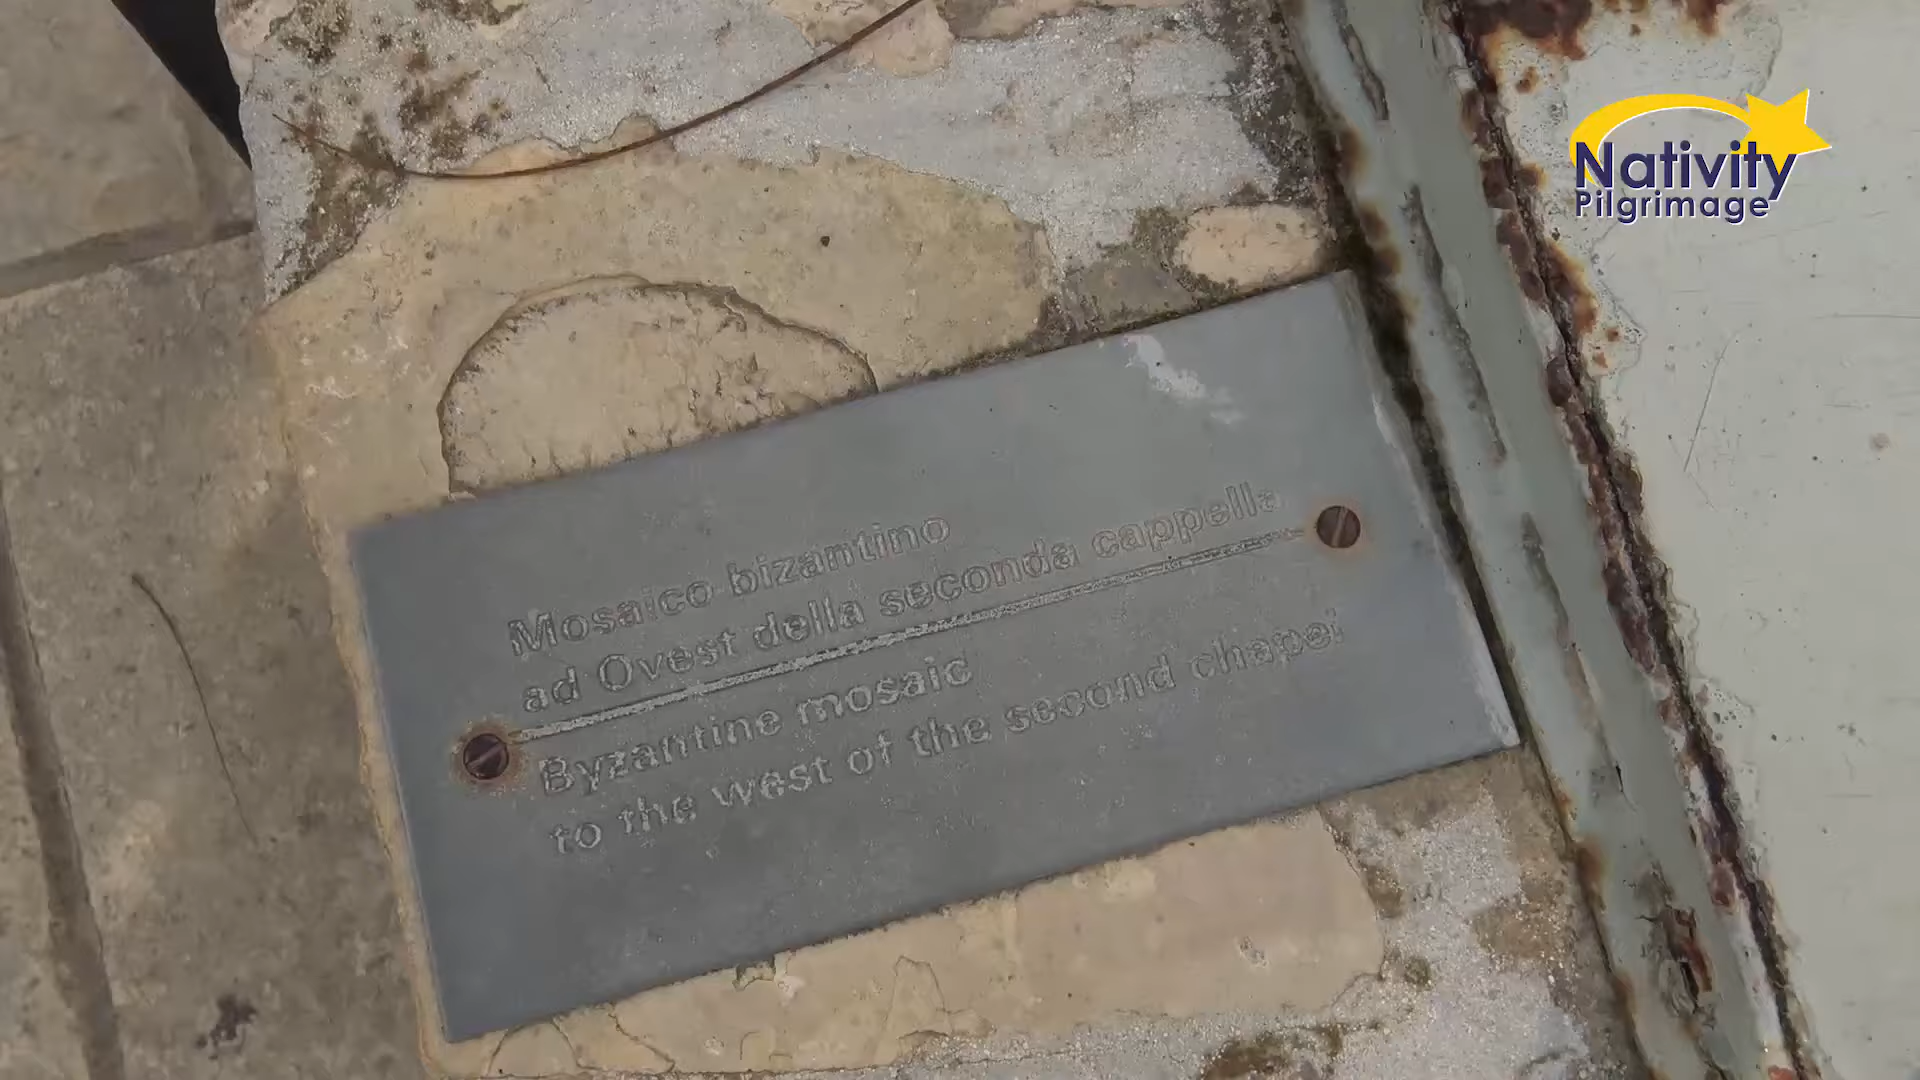 Nativity
Pilgrimage
Mosaico bizantino
ad Ovest della seconda cappella
Byzantine mosaic
to the west of the second chapel